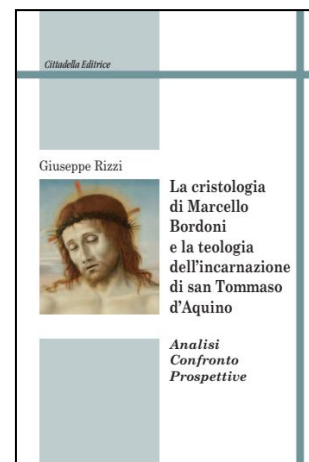 Cittadella Editrice
Giuseppe Rizzi
La cristologia
di Marcello
Bordoni
e la teologia
dell'incarnazione
di san Tommaso
d'Aquino
Analisi
Confronto
Prospettive